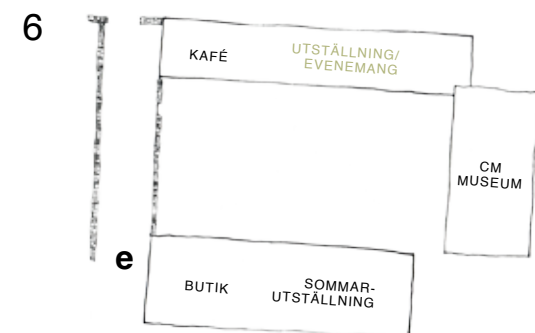 6
KAFÉ
UTSTÄLLNING/
EVENEMANG
CM
MUSEUM
e
BUTIK
SOMMAR-
UTSTÄLLNING